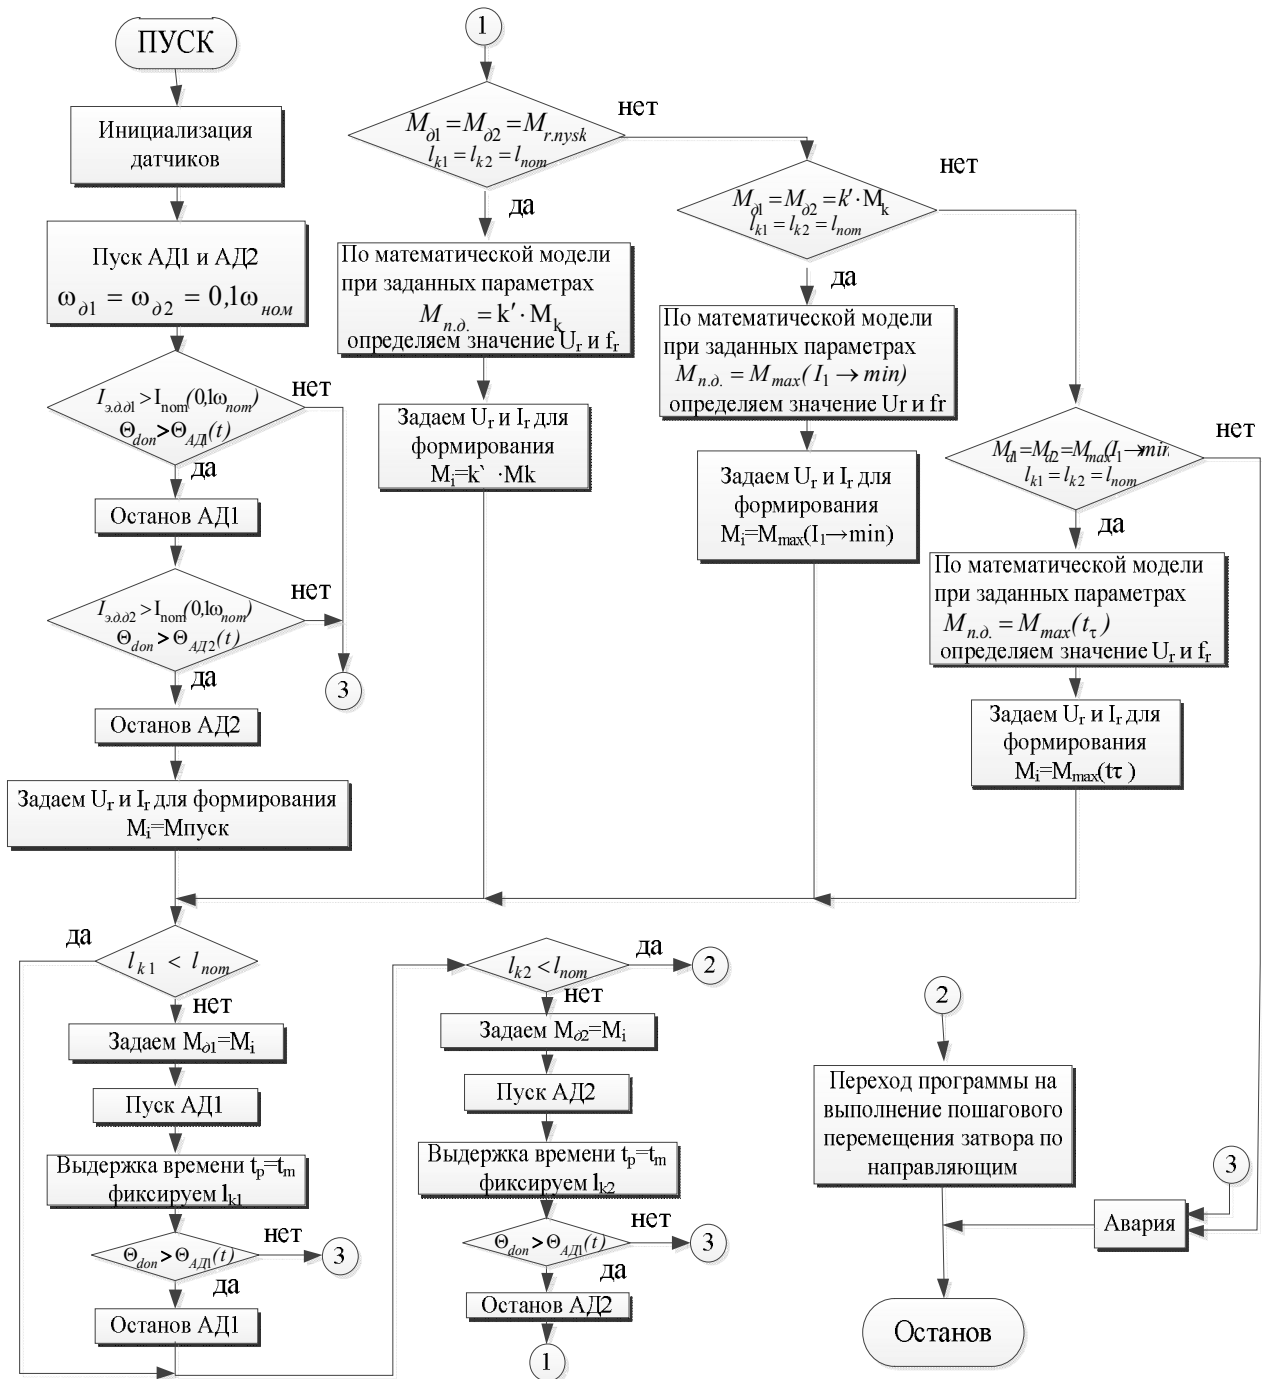 ПУСК
Инициализация
датчиков
Пуск АД1 и АД2
ω∂1 = ω∂2 = 0,1ωном
Iэ.д.д1 > Inom(0,1ωnom)
Θdon > ΘАД1(t)
нет
да
Останов АД1
Iэ.д.д2 > Inom(0,1ωnom)
Θdon > ΘАД2(t)
нет
да
3
Останов АД2
Задаем Ur и Ir для формирования
Mi=Mпуск
1
M∂1 = M∂2 = Mr.nysk
lk1 = lk2 = lnom
нет
да
По математической модели
при заданных параметрах
Mn.д. = k′ · Mk
определяем значение Ur и fr
Задаем Ur и Ir для
формирования
Mi=k` ·Mk
M∂1 = M∂2 = k′ · Mk
lk1 = lk2 = lnom
нет
да
По математической модели
при заданных параметрах
Mn.д. = Mmax( I1 → min)
определяем значение Ur и fr
Задаем Ur и Ir для
формирования
Mi=Mmax(I1→min)
Md1=Md2=Mmax(I1→min
lk1 = lk2 = lnom
нет
да
По математической модели
при заданных параметрах
Mn.д. = Mmax(tτ)
определяем значение Ur и fr
Задаем Ur и Ir для
формирования
Mi=Mmax(tτ )
да
lk1 < lnom
нет
Задаем M∂1=Mi
Пуск АД1
Выдержка времени tp=tm
фиксируем lk1
Θdon > ΘАД1(t)
нет
3
да
Останов АД1
lk2 < lnom
да
2
нет
Задаем M∂2=Mi
Пуск АД2
Выдержка времени tp=tm
фиксируем lk2
Θdon > ΘАД1(t)
нет
3
да
Останов АД2
1
2
Переход программы на
выполнение пошагового
перемещения затвора по
направляющим
3
Авария
Останов